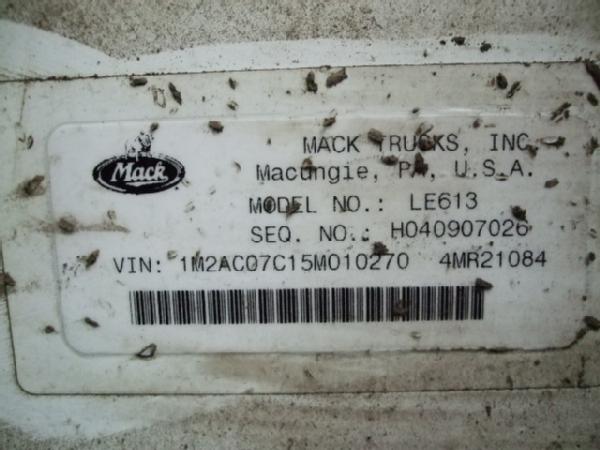 Mack
MACK TRUCKS, INC.
Macungie, PA, U.S.A.
MODEL NO.: LE613
SEQ. NO.: H040907026
VIN: 1M2AC07C15M010270 4MR21084